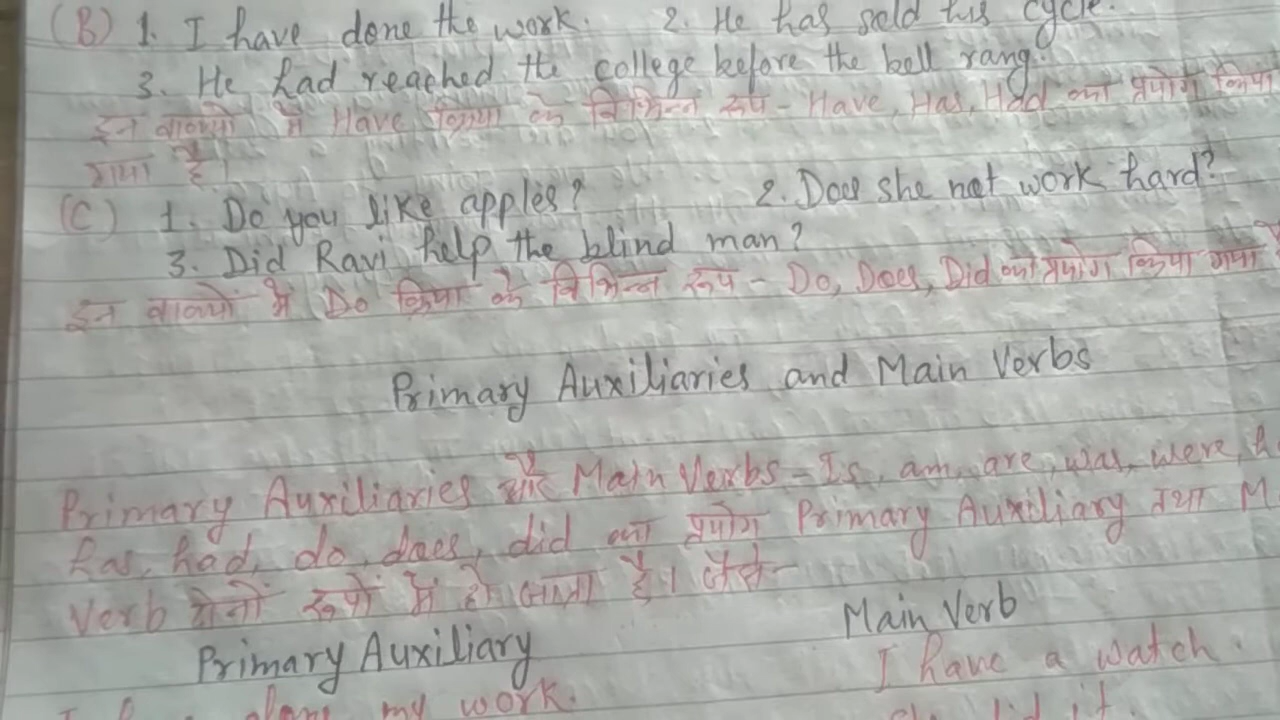 (B) 1. I have done the work. 2. He has sold his cycle.
3. He had reached the college before the bell rang.
इन वाक्यो में Have क्रिया के विभिन्न रूप - Have, Has, Had का प्रयोग किया
गया है।
(C) 1. Do you like apples? 2. Does she not work hard?
3. Did Ravi help the blind man?
इन वाक्यो में Do क्रिया के विभिन्न रूप - Do, Does, Did का प्रयोग किया गया
Primary Auxiliaries and Main Verbs
Primary Auxiliaries और Main Verbs - Is, am, are, was, were,
has, had, do, does, did का प्रयोग Primary Auxiliary तथा
Verb दोनो रूपो में हो जाता है। जैसे-
Primary Auxiliary Main Verb
I have a watch.
my work. did it.